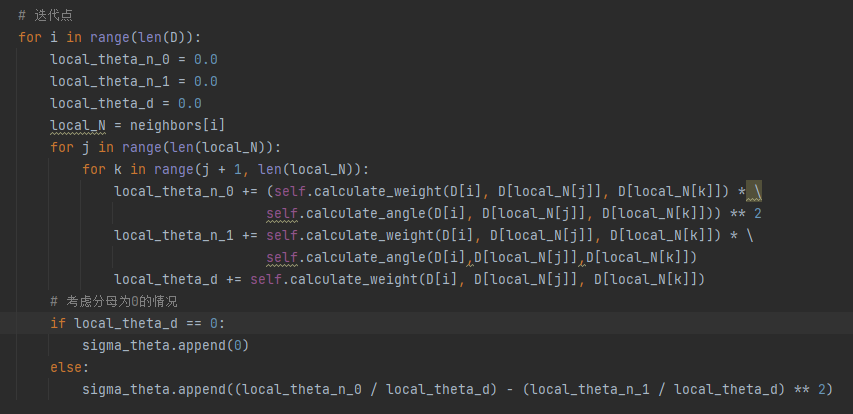 # 迭代点
for i in range(len(D)):
    local_theta_n_0 = 0.0
    local_theta_n_1 = 0.0
    local_theta_d = 0.0
    local_N = neighbors[i]
    for j in range(len(local_N)):
        for k in range(j + 1, len(local_N)):
            local_theta_n_0 += (self.calculate_weight(D[i], D[local_N[j]], D[local_N[k]]) * \
                               self.calculate_angle(D[i], D[local_N[j]], D[local_N[k]])) ** 2
            local_theta_n_1 += self.calculate_weight(D[i], D[local_N[j]], D[local_N[k]]) * \
                               self.calculate_angle(D[i],D[local_N[j]],D[local_N[k]])
            local_theta_d += self.calculate_weight(D[i], D[local_N[j]], D[local_N[k]])
    # 考虑分母为0的情况
    if local_theta_d == 0:
        sigma_theta.append(0)
    else:
        sigma_theta.append((local_theta_n_0 / local_theta_d) - (local_theta_n_1 / local_theta_d) ** 2)